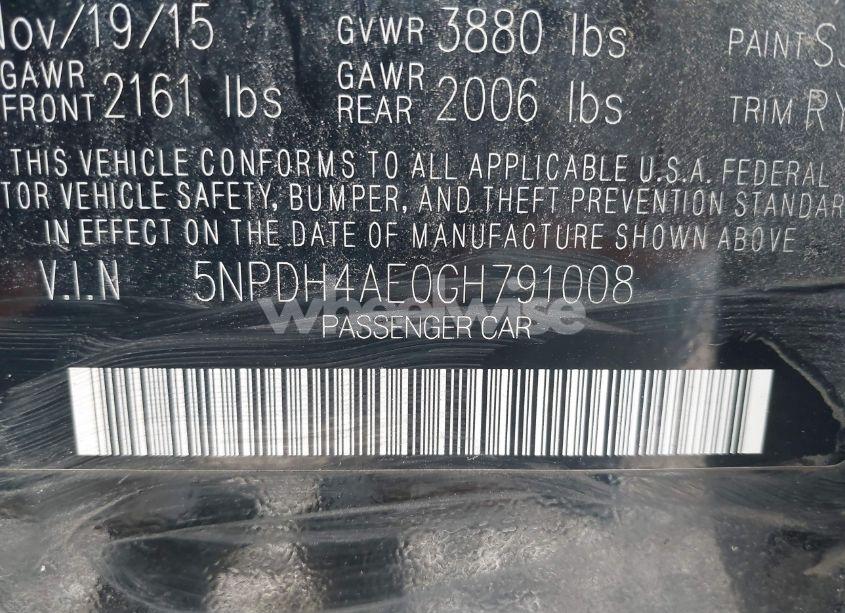 Nov/19/15 GVWR 3880 lbs PAINT
GAWR FRONT 2161 lbs GAWR REAR 2006 lbs TRIM RY
THIS VEHICLE CONFORMS TO ALL APPLICABLE U.S.A. FEDERAL
TOR VEHICLE SAFETY, BUMPER, AND THEFT PREVENTION STANDAR
IN EFFECT ON THE DATE OF MANUFACTURE SHOWN ABOVE
V.I.N 5NPDH4AE0GH791008
wheelwise
PASSENGER CAR